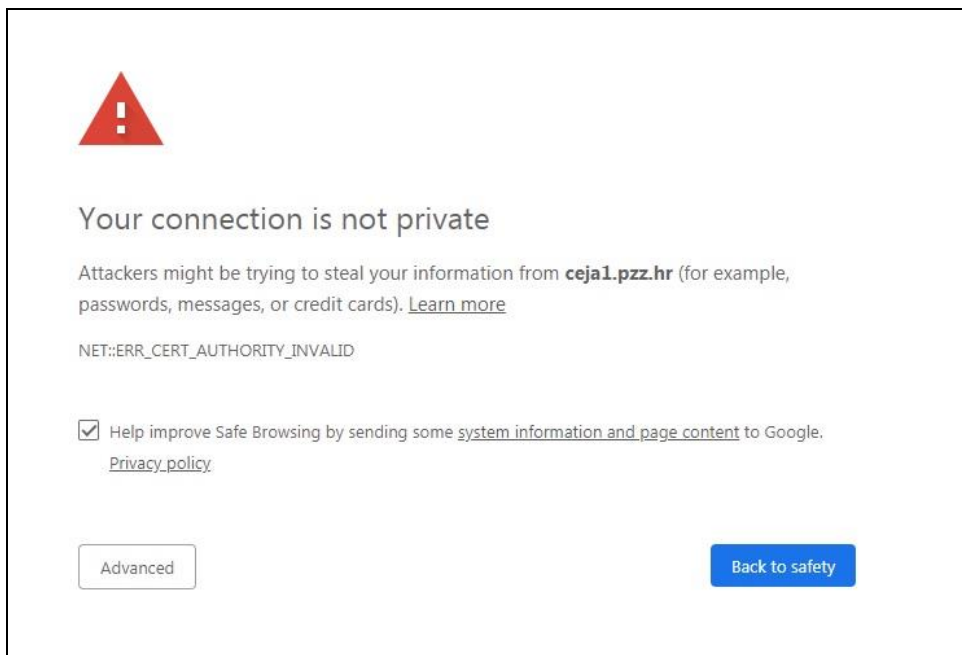 Your connection is not private
Attackers might be trying to steal your information from ceja1.pzz.hr (for example,
passwords, messages, or credit cards). Learn more
NET::ERR_CERT_AUTHORITY_INVALID
Help improve Safe Browsing by sending some system information and page content to Google.
Privacy policy
Advanced
Back to safety